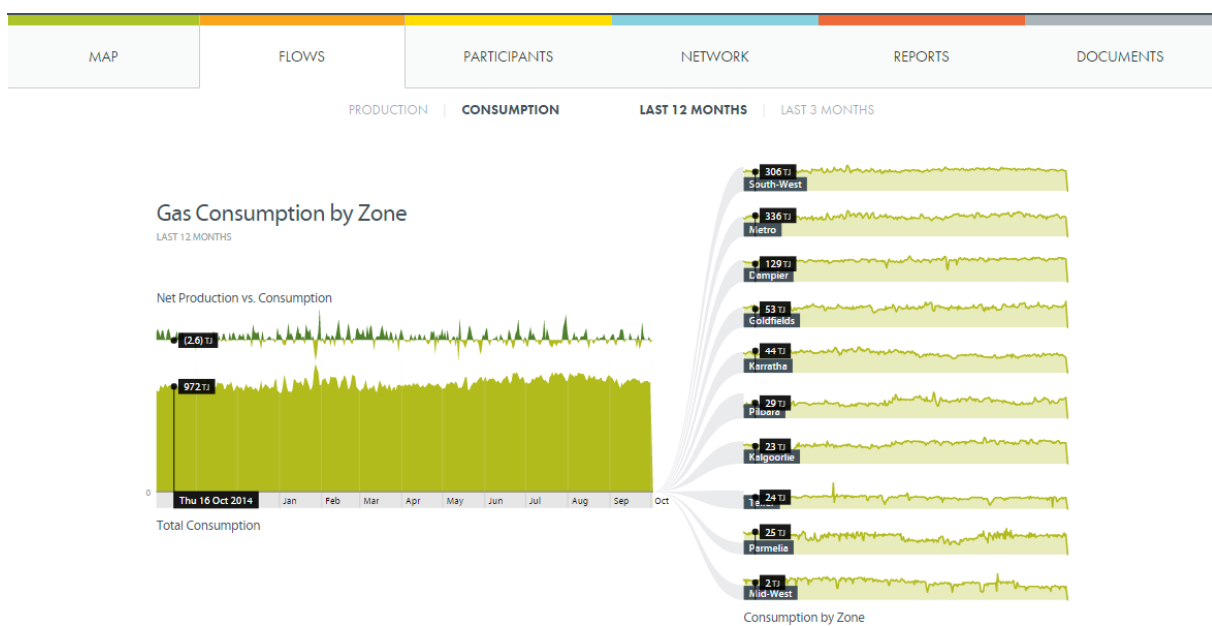 MAP FLOWS PARTICIPANTS NETWORK REPORTS DOCUMENTS
PRODUCTION CONSUMPTION LAST 12 MONTHS LAST 3 MONTHS
Gas Consumption by Zone
LAST 12 MONTHS
Net Production vs. Consumption
(2.6) TJ
972 TJ
0
Thu 16 Oct 2014 Jan Feb Mar Apr May Jun Jul Aug Sep Oct
Total Consumption
306 TJ
South-West
336 TJ
Metro
129 TJ
Dampier
53 TJ
Goldfields
44 TJ
Karratha
29 TJ
Pilbara
23 TJ
Kalgoorlie
24 TJ
25 TJ
Parmelia
2 TJ
Mid-West
Consumption by Zone